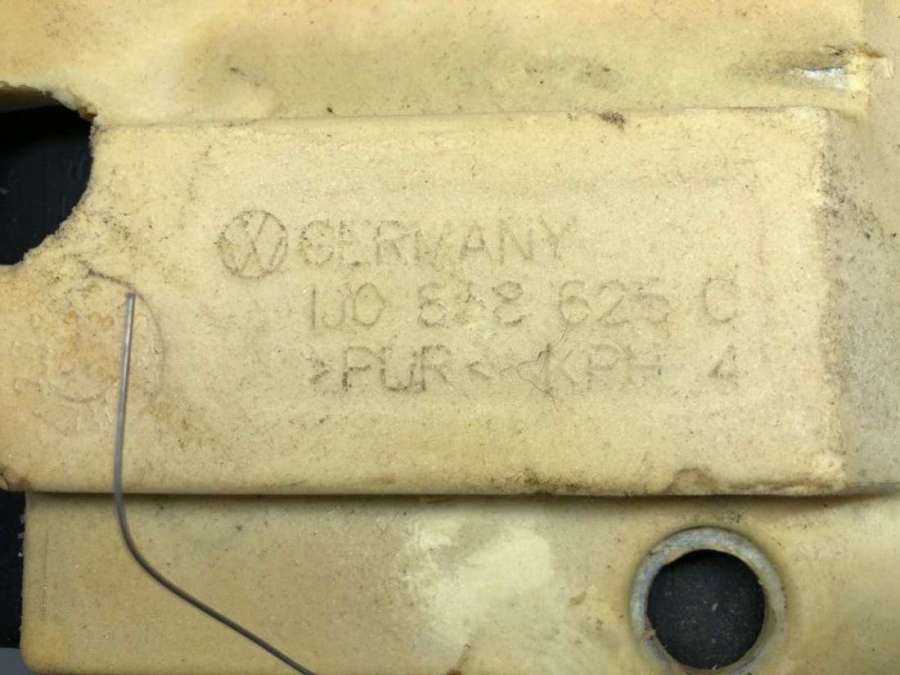 GERMANY
1J0 868 625 C
>PUR< KPH 4